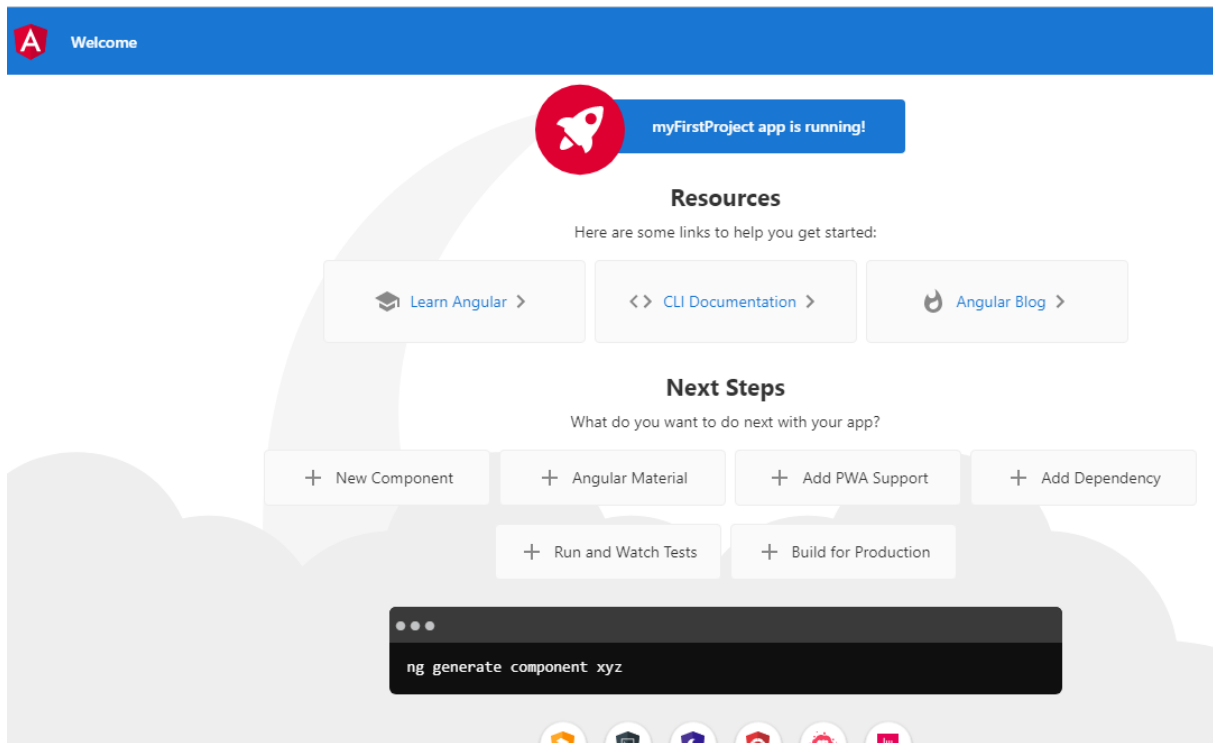 Welcome
myFirstProject app is running!
Resources
Here are some links to help you get started:
Learn Angular
CLI Documentation
Angular Blog
Next Steps
What do you want to do next with your app?
New Component
Angular Material
Add PWA Support
Add Dependency
Run and Watch Tests
Build for Production
ng generate component xyz